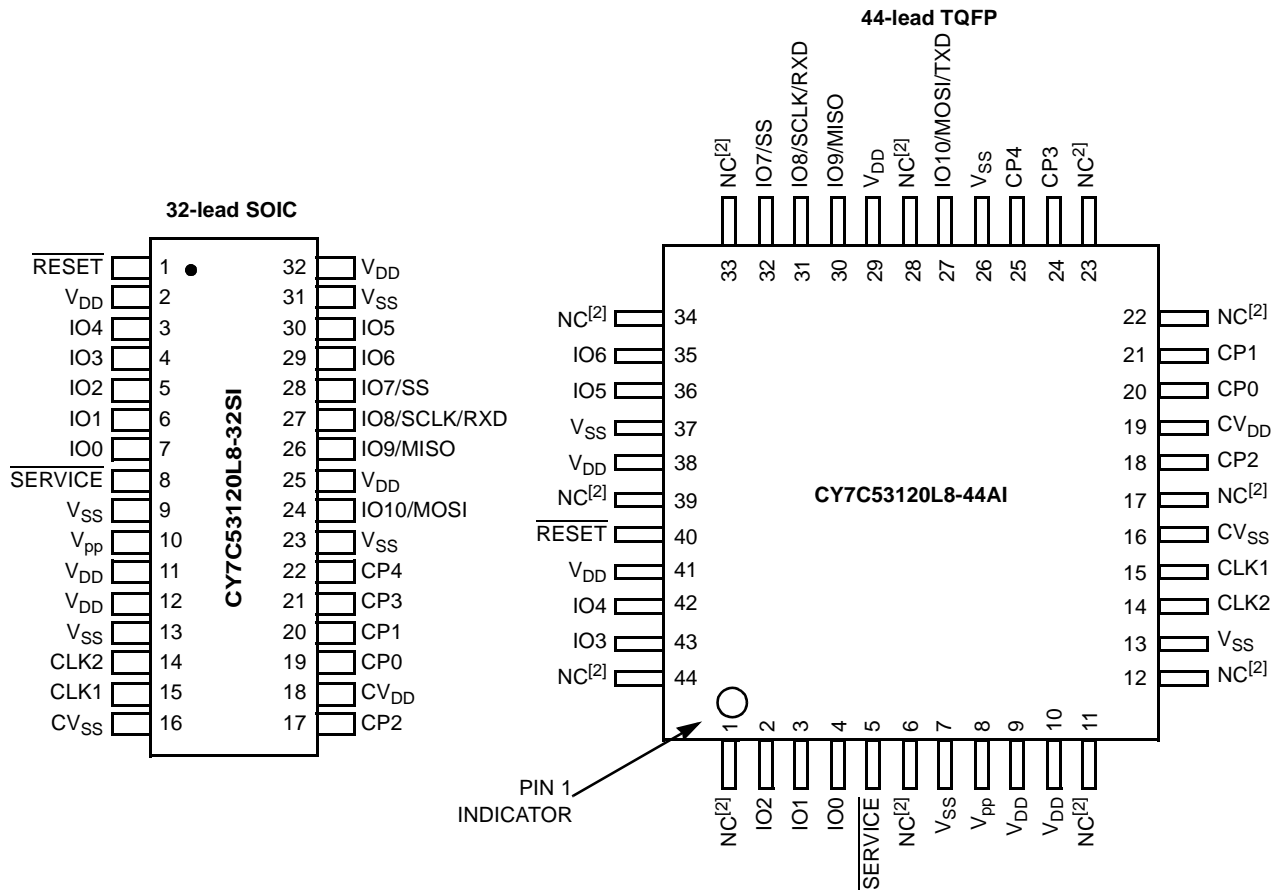 44-lead TQFP
NC[2]
IO7/SS
IO8/SCLK/RXD
IO9/MISO
VDD
NC[2]
IO10/MOSI/TXD
VSS
CP4
CP3
NC2]
33 32 31 30 29 28 27 26 25 24 23
32-lead SOIC
RESET 1 32 VDD
VDD 2 31 VSS
IO4 3 30 IO5
IO3 4 29 IO6
IO2 5 28 IO7/SS
IO1 6 27 IO8/SCLK/RXD
IO0 7 26 IO9/MISO
SERVICE 8 25 VDD
VSS 9 24 IO10/MOSI
Vpp 10 23 VSS
VDD 11 22 CP4
VDD 12 21 CP3
VSS 13 20 CP1
CLK2 14 19 CP0
CLK1 15 18 CVDD
CVSS 16 17 CP2
CY7C53120L8-32SI
NC[2] 34 22 NC[2]
IO6 35 21 CP1
IO5 36 20 CP0
VSS 37 19 CVDD
VDD 38 18 CP2
NC[2] 39 17 NC[2]
RESET 40 16 CVSS
VDD 41 15 CLK1
IO4 42 14 CLK2
IO3 43 13 VSS
NC[2] 44 12 NC[2]
CY7C53120L8-44AI
1 2 3 4 5 6 7 8 9 10 11
NC[2]
IO2
IO1
IO0
SERVICE
NC[2]
VSS
Vpp
VDD
VDD
NC[2]
PIN 1
INDICATOR